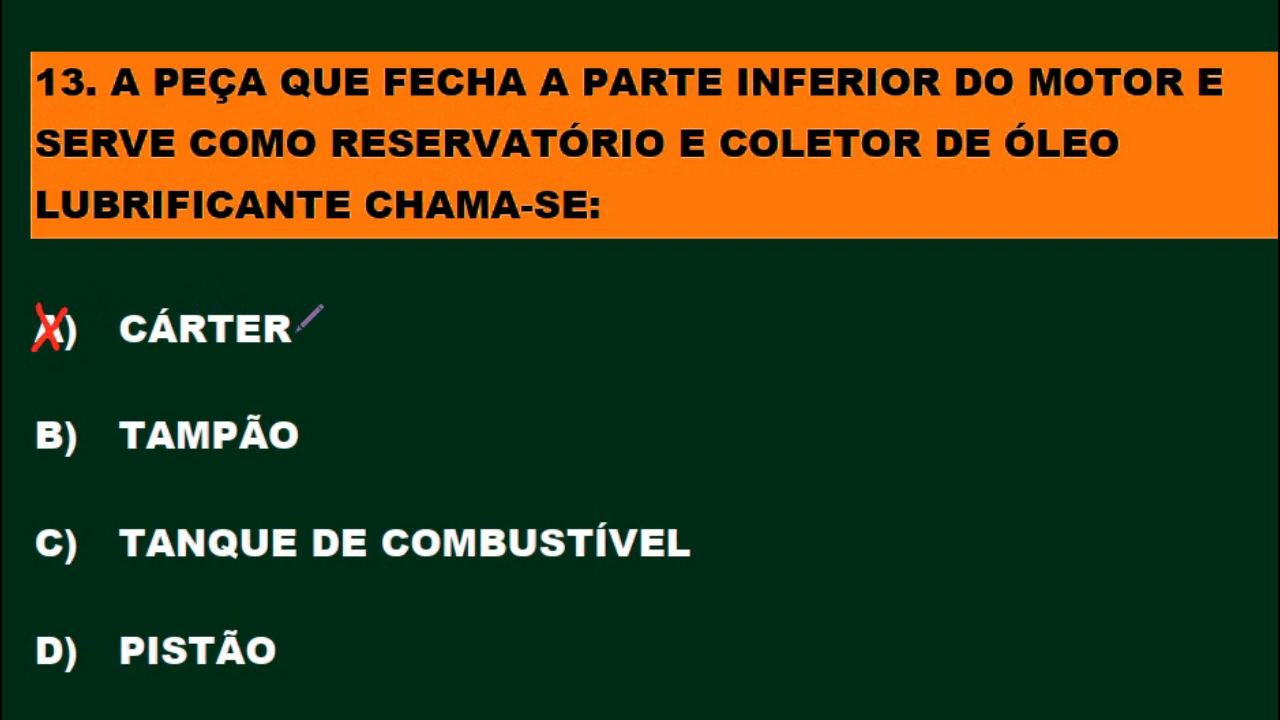 13. A PEÇA QUE FECHA A PARTE INFERIOR DO MOTOR E
SERVE COMO RESERVATÓRIO E COLETOR DE ÓLEO
LUBRIFICANTE CHAMA-SE:
A) CÁRTER
B) TAMPÃO
C) TANQUE DE COMBUSTÍVEL
D) PISTÃO